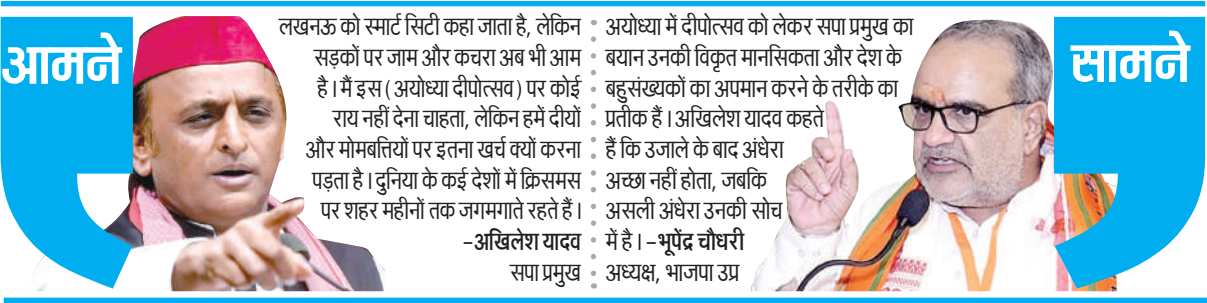 आमने
लखनऊ को स्मार्ट सिटी कहा जाता है, लेकिन
सड़कों पर जाम और कचरा अब भी आम
है। मैं इस (अयोध्या दीपोत्सव) पर कोई
राय नहीं देना चाहता, लेकिन हमें दीयों
और मोमबत्तियों पर इतना खर्च क्यों करना
पड़ता है। दुनिया के कई देशों में क्रिसमस
पर शहर महीनों तक जगमगाते रहते हैं।
-अखिलेश यादव
सपा प्रमुख
अयोध्या में दीपोत्सव को लेकर सपा प्रमुख का
बयान उनकी विकृत मानसिकता और देश के
बहुसंख्यकों का अपमान करने के तरीके का
प्रतीक हैं। अखिलेश यादव कहते
हैं कि उजाले के बाद अंधेरा
अच्छा नहीं होता, जबकि
असली अंधेरा उनकी सोच
में है। -भूपेंद्र चौधरी
अध्यक्ष, भाजपा उप्र
सामने